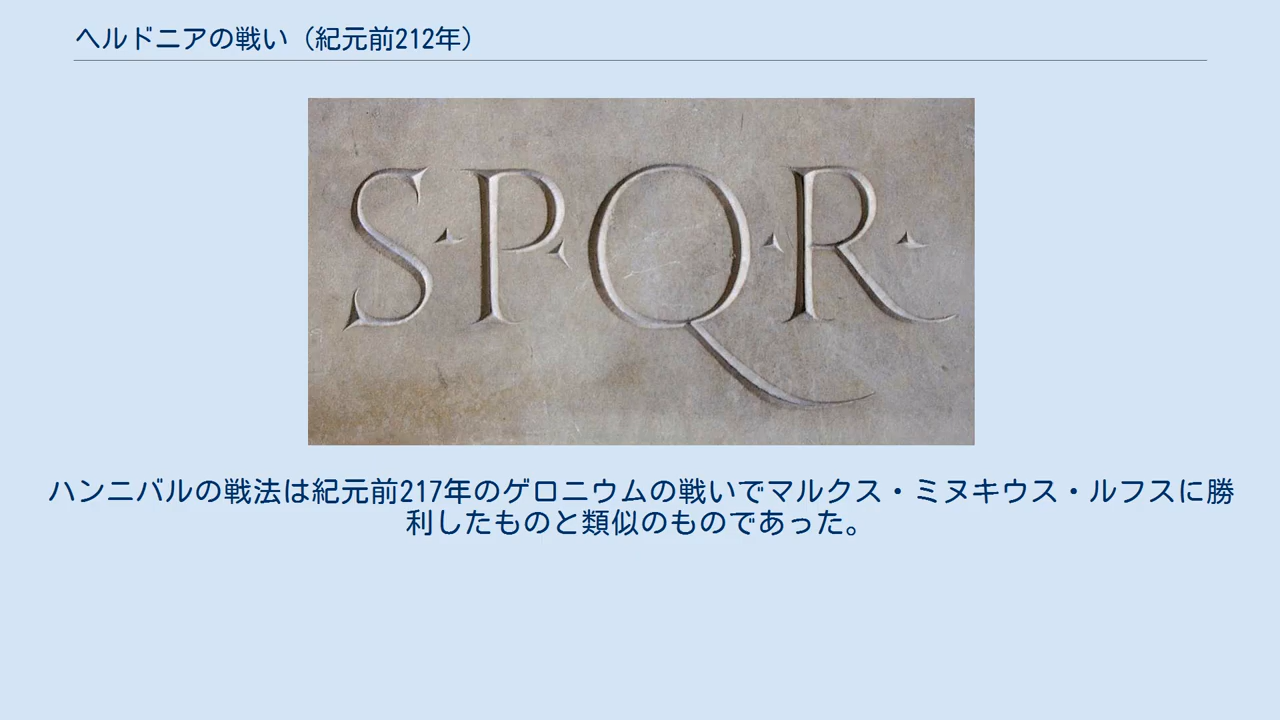 ヘルドニアの戦い（紀元前212年）
S·P·Q·R·
ハンニバルの戦法は紀元前217年のゲロニウムの戦いでマルクス・ミヌキウス・ルフスに勝
利したものと類似のものであった。